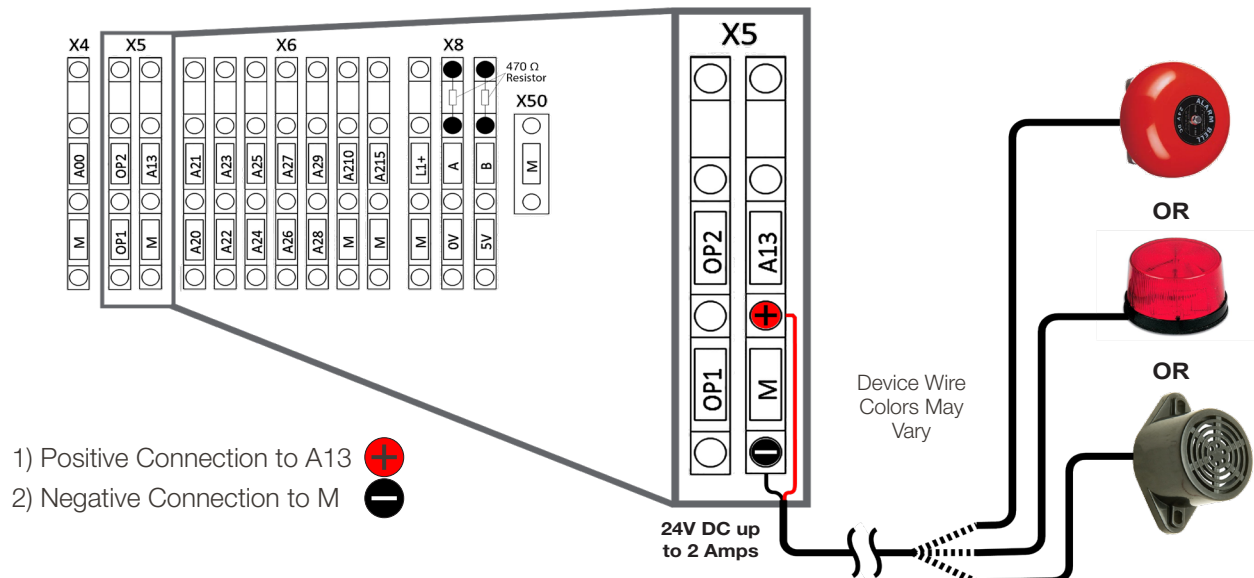 X4
X5
X6
X8
470 Ω
Resistor
X50
A00
OP2
A13
A21
A23
A25
A27
A29
A210
A215
L1+
A
B
M
M
OP1
M
A20
A22
A24
A26
A28
M
M
M
0V
5V
X5
OP2
A13
+
OP1
M
−
ALARM
BELL
OR
OR
Device Wire
Colors May
Vary
1) Positive Connection to A13 +
2) Negative Connection to M −
24V DC up
to 2 Amps